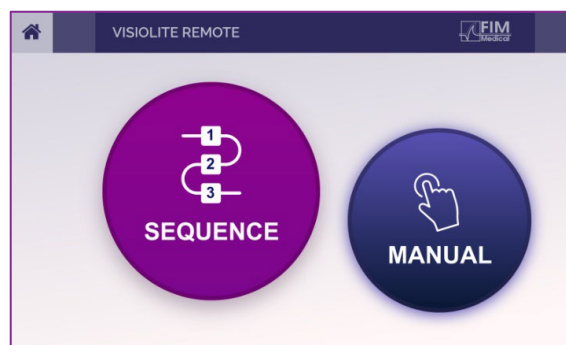 VISIOLITE REMOTE
FIM
Medical
1
2
3
SEQUENCE
MANUAL